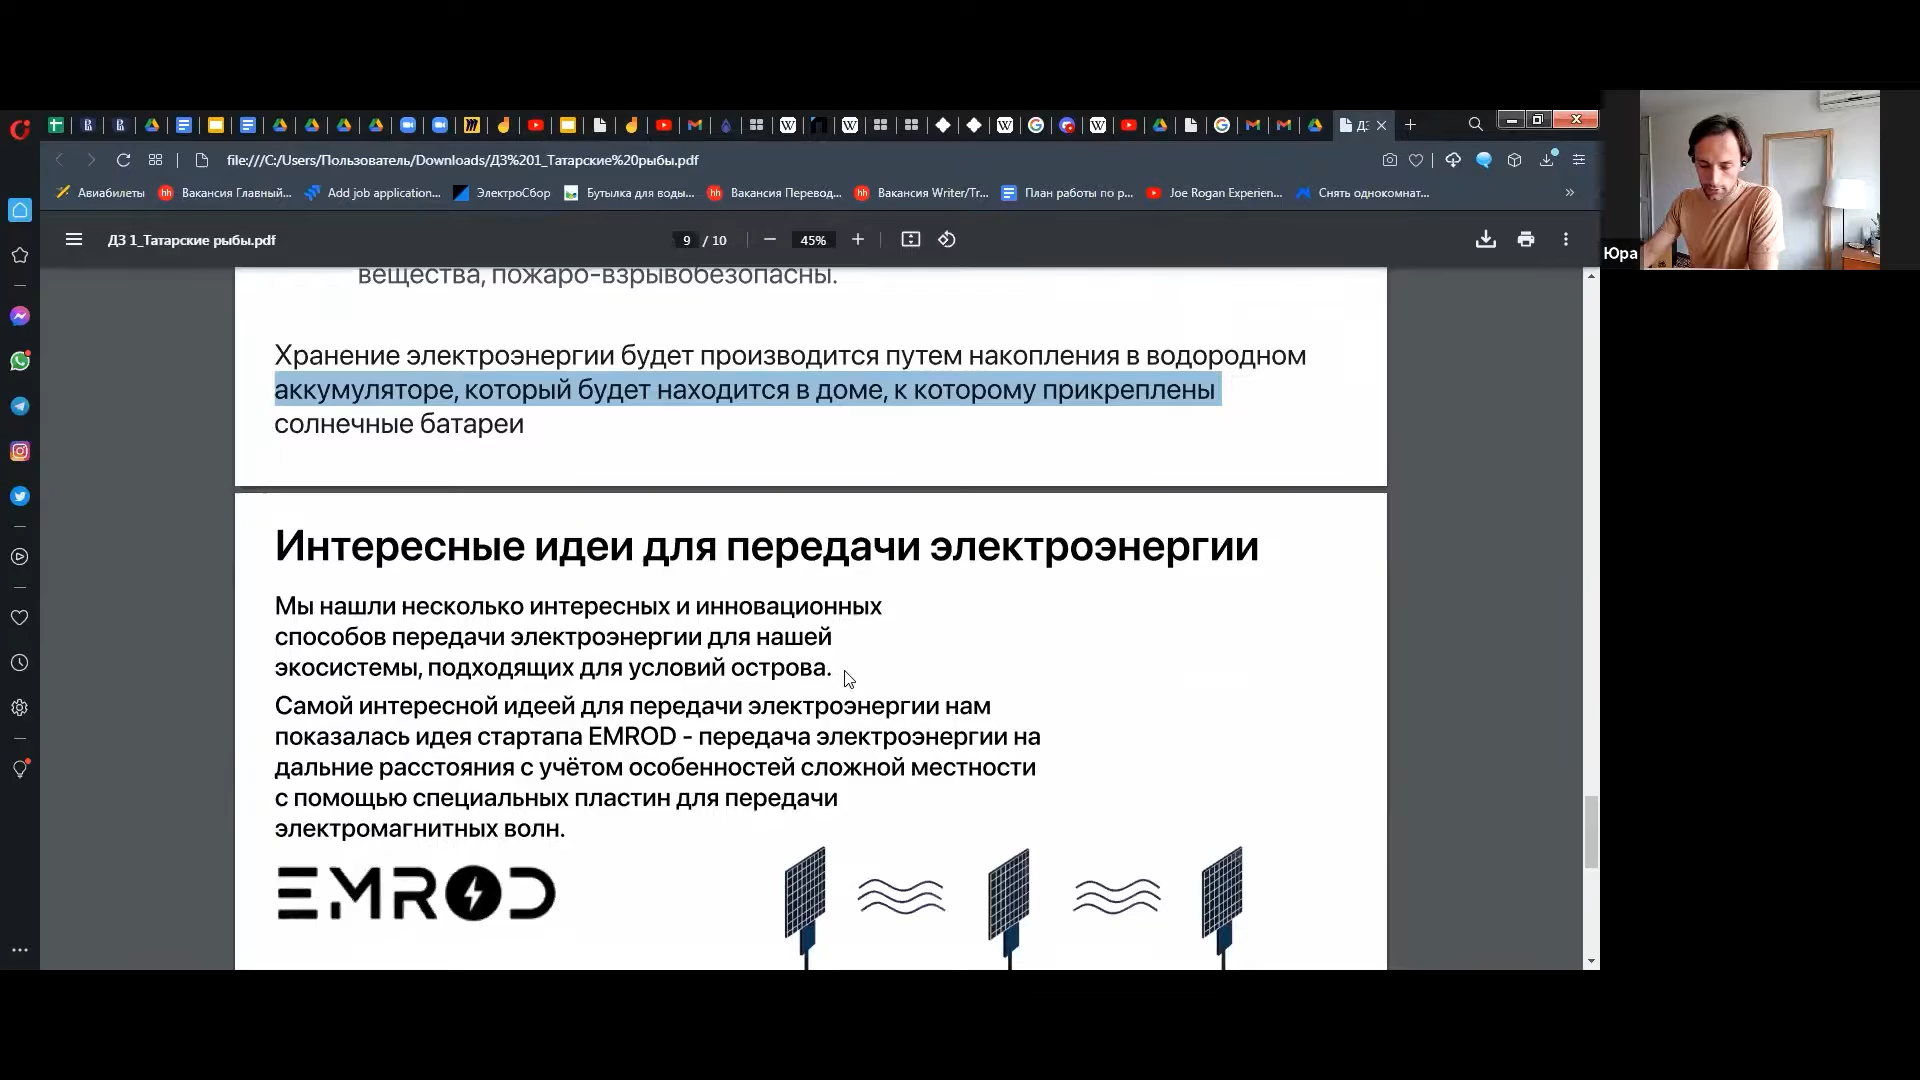 file:///C:/Users/Пользователь/Downloads/ДЗ%201_Татарские%20рыбы.pdf
Авиабилеты
Вакансия Главный...
Add job application...
ЭлектроСбор
Бутылка для воды...
Вакансия Перевод...
Вакансия Writer/Tr...
План работы по р...
Joe Rogan Experien...
Снять однокомнат...
ДЗ 1_Татарские рыбы.pdf
9 / 10
45%
Юра
вещества, пожаро-взрывобезопасны.
Хранение электроэнергии будет производится путем накопления в водородном
аккумуляторе, который будет находится в доме, к которому прикреплены
солнечные батареи
Интересные идеи для передачи электроэнергии
Мы нашли несколько интересных и инновационных
способов передачи электроэнергии для нашей
экосистемы, подходящих для условий острова.
Самой интересной идеей для передачи электроэнергии нам
показалась идея стартапа EMROD - передача электроэнергии на
дальние расстояния с учётом особенностей сложной местности
с помощью специальных пластин для передачи
электромагнитных волн.
EMROD